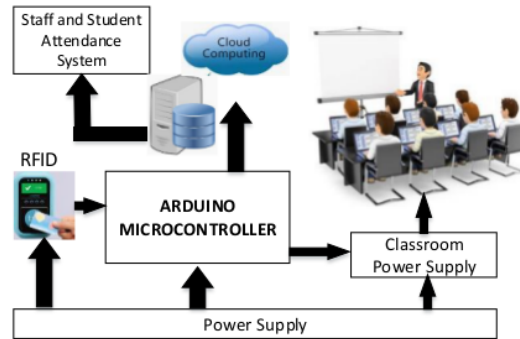 Staff and Student
Attendance
System
Cloud
Computing
RFID
ARDUINO
MICROCONTROLLER
Classroom
Power Supply
Power Supply